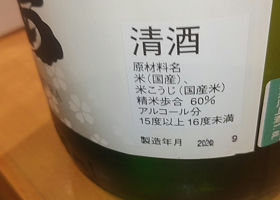 清酒
原材料名
米(国産)、
米こうじ(国産米)
精米歩合 60%
アルコール分
15度以上16度未満
製造年月 2020 9